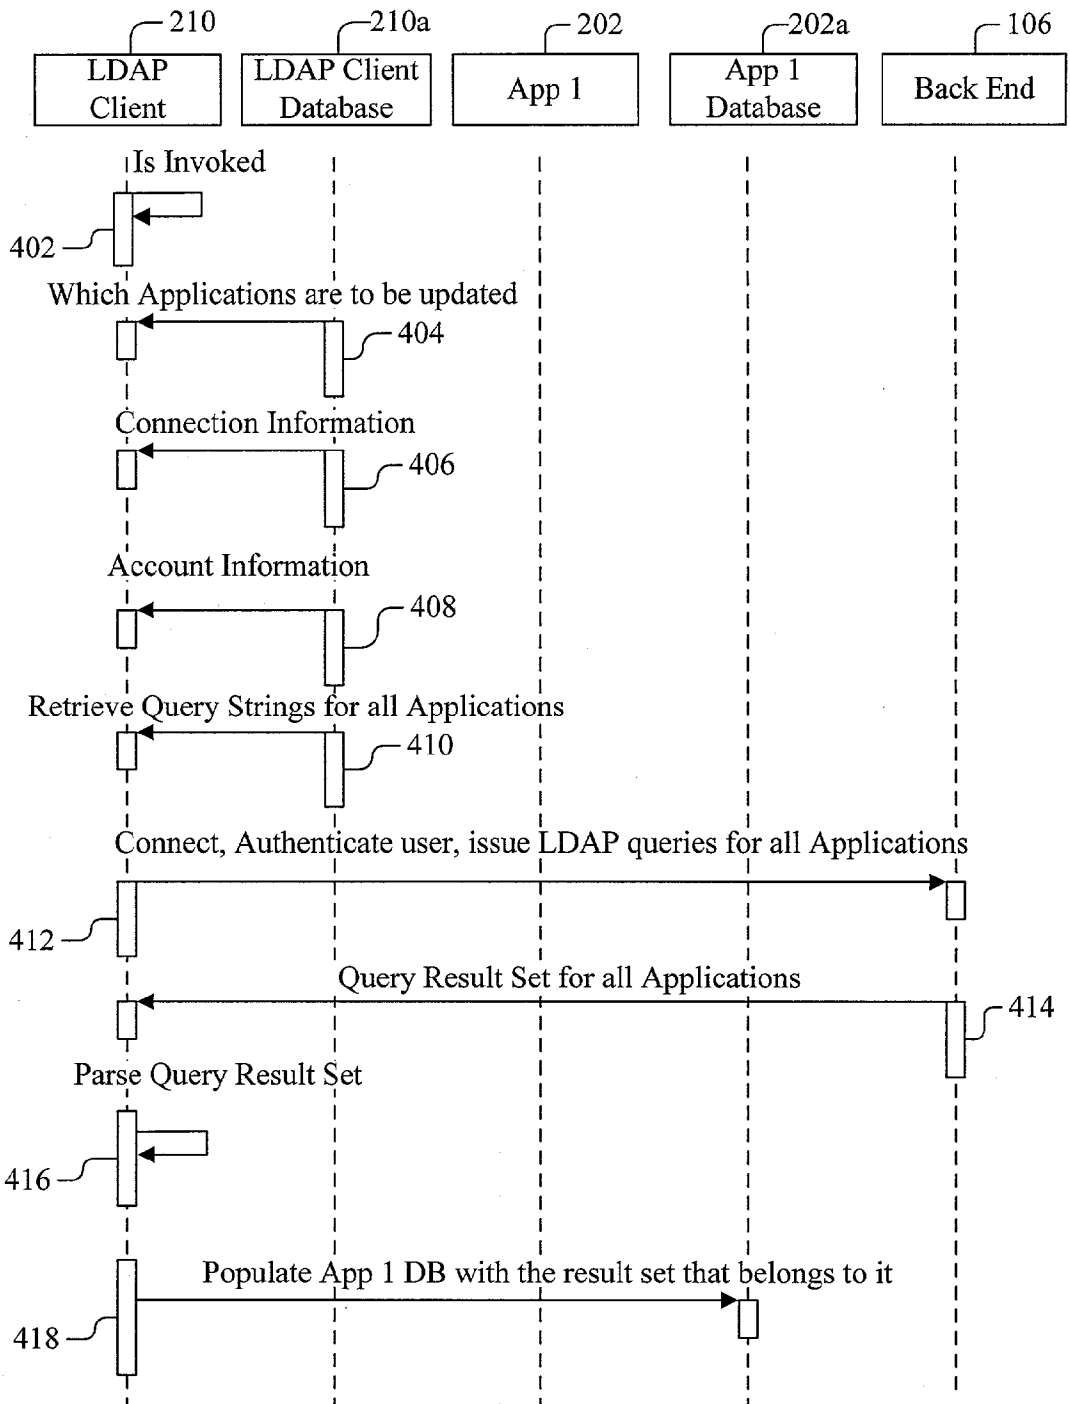 210
210a
202
202a
106
LDAP
Client
LDAP Client
Database
App 1
App 1
Database
Back End
Is Invoked
402
Which Applications are to be updated
404
Connection Information
406
Account Information
408
Retrieve Query Strings for all Applications
410
Connect, Authenticate user, issue LDAP queries for all Applications
412
Query Result Set for all Applications
414
Parse Query Result Set
416
Populate App 1 DB with the result set that belongs to it
418